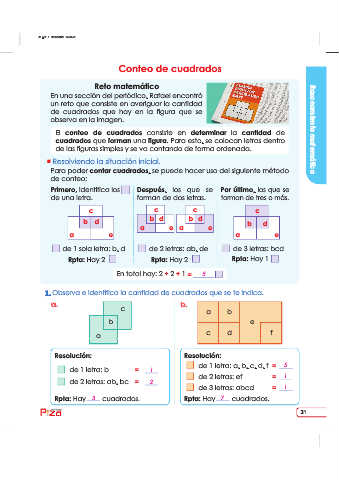 Conteo de cuadrados
Reto matemático
En una sección del periódico, Rafael encontró
un reto que consiste en averiguar la cantidad
de cuadrados que hay en la figura que se
observa en la imagen.
El conteo de cuadrados consiste en determinar la cantidad de
cuadrados que forman una figura. Para esto, se colocan letras dentro
de las figuras simples y se va contando de forma ordenada.
Resolviendo la situación inicial.
Para poder contar cuadrados, se puede hacer uso del siguiente método
de conteo:
Primero, identifica los
de una letra.
c
b d
a e
de 1 sola letra: b, d
Rpta: Hay 2
Después, los que se
forman de dos letras.
c c
b d b d
a e a e
de 2 letras: ab, de
Rpta: Hay 2
Por último, los que se
forman de tres o más.
c
b d
a e
de 3 letras: bcd
Rpta: Hay 1
En total hay: 2 + 2 + 1 = 5
Razonamiento matemático
1. Observa e identifica la cantidad de cuadrados que se te indica.
a.
c
b
a
Resolución:
de 1 letra: b = 1
de 2 letras: ab, bc = 2
Rpta: Hay 3 cuadrados.
b.
a b
e
c d f
Resolución:
de 1 letra: a, b, c, d, f = 5
de 2 letras: ef = 1
de 3 letras: abcd = 1
Rpta: Hay 7 cuadrados.
31